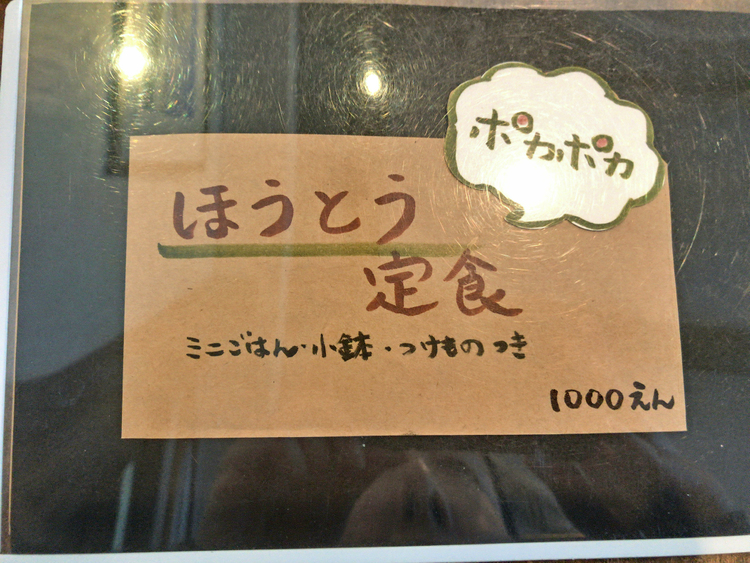 ポカポカ
ほうとう
定食
ミニごはん・小鉢・つけものつき
1000えん